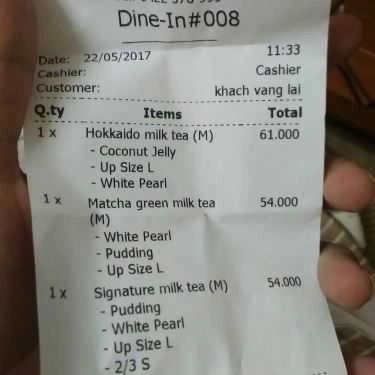 Dine-In#008
Date: 22/05/2017 11:33
Cashier: Cashier
Customer: khach vang lai
Q.ty Items Total
1 x Hokkaido milk tea (M) 61.000
- Coconut Jelly
- Up Size L
- White Pearl
1 x Matcha green milk tea 54.000
(M)
- White Pearl
- Pudding
- Up Size L
1 x Signature milk tea (M) 54.000
- Pudding
- White Pearl
- Up Size L
- 2/3 S